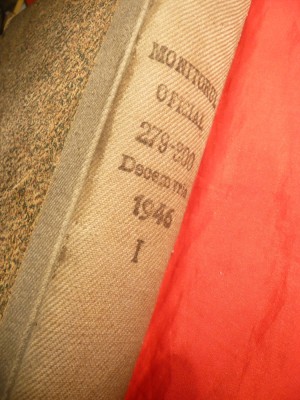 MONITORUL
OFICIAL
279-300
Decembrie
1946
I